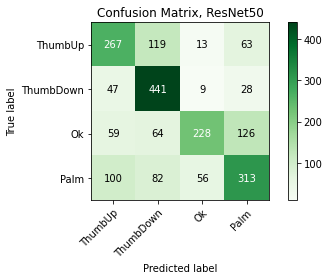 Confusion Matrix, ResNet50
True label
ThumbUp 267 119 13 63
ThumbDown 47 441 9 28
Ok 59 64 228 126
Palm 100 82 56 313
ThumbUp ThumbDown Ok Palm
Predicted label
400
300
200
100